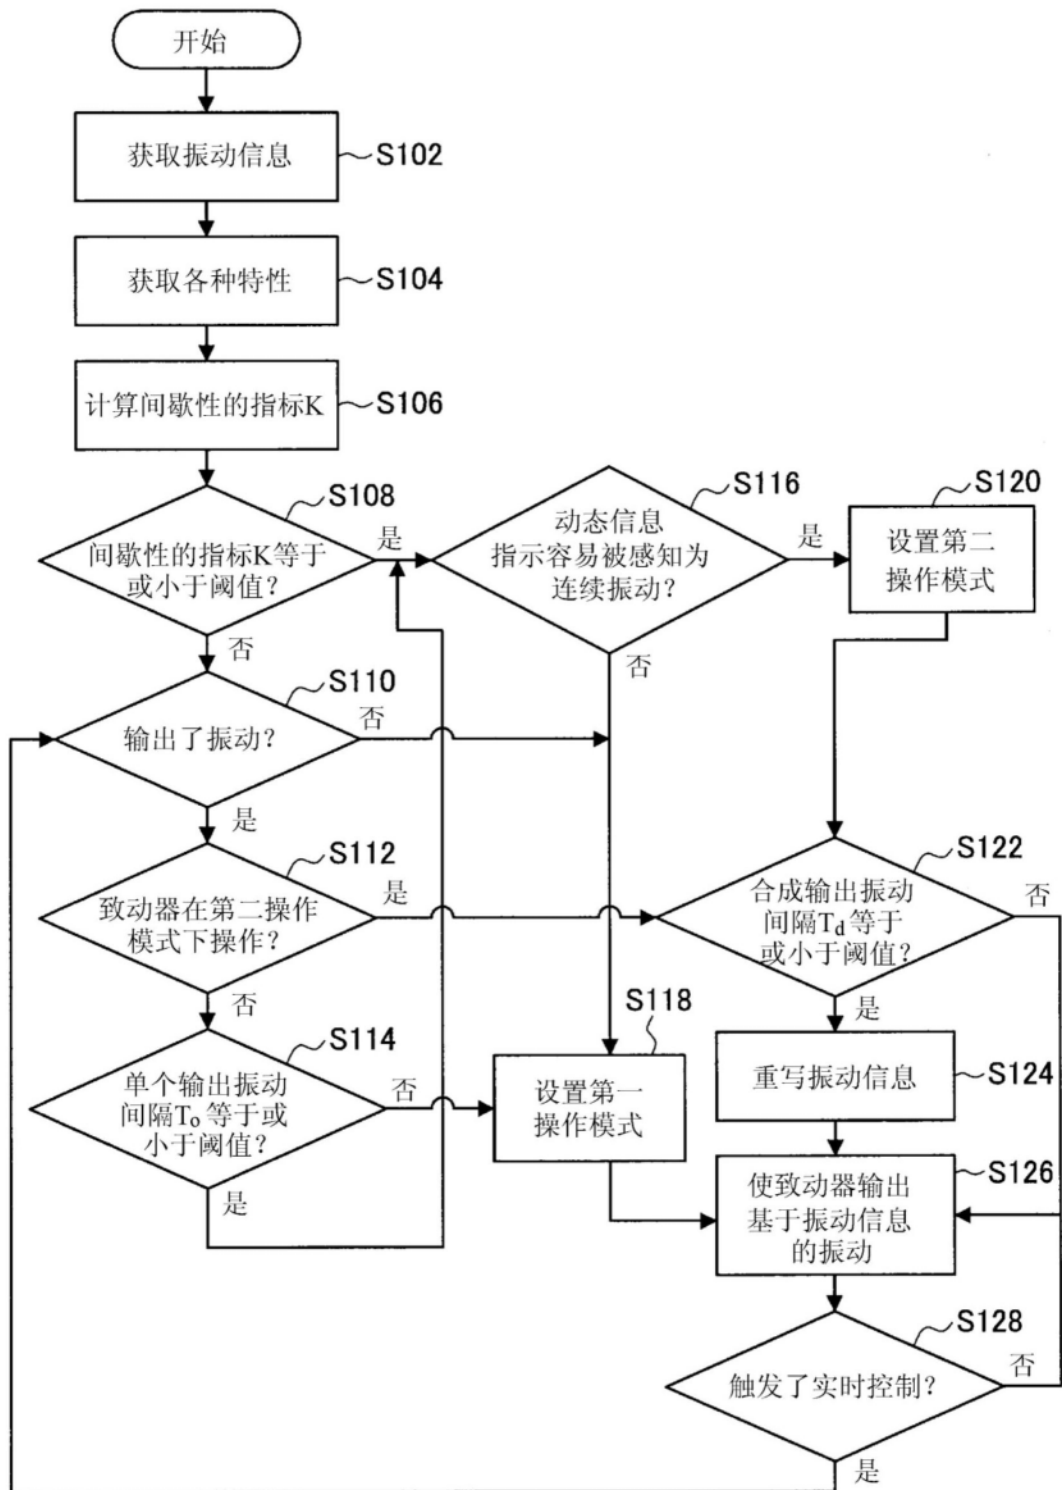 开始
获取振动信息
S102
获取各种特性
S104
计算间歇性的指标K
S106
S108
间歇性的指标K等于
或小于阈值？
是
否
S116
动态信息
指示容易被感知为
连续振动？
是
否
S120
设置第二
操作模式
S110
输出了振动？
否
是
S112
致动器在第二操作
模式下操作？
是
否
S122
合成输出振动
间隔Td等于
或小于阈值？
否
是
S114
单个输出振动
间隔To等于或
小于阈值？
否
是
S118
设置第一
操作模式
重写振动信息
S124
使致动器输出
基于振动信息
的振动
S126
S128
触发了实时控制？
否
是